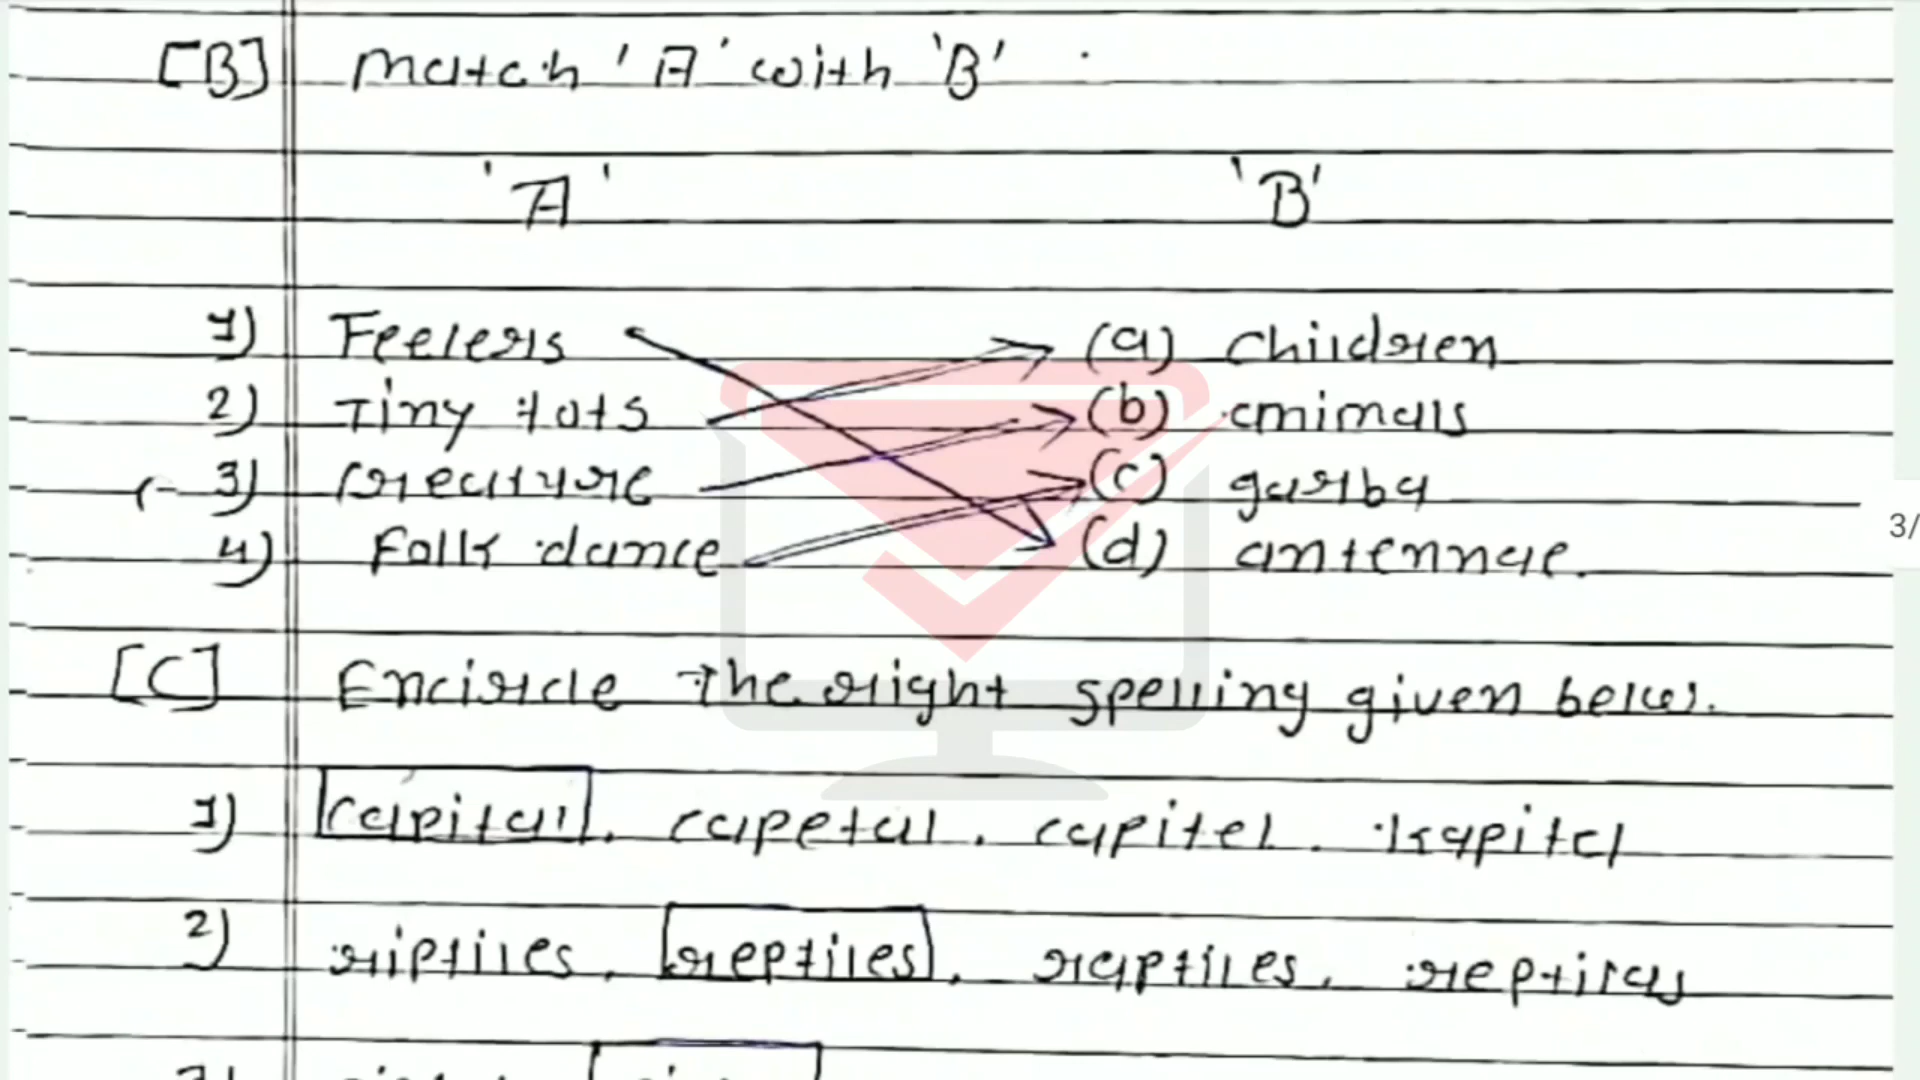 [B] Match 'A' with 'B'
'A' 'B'
1) Feelers (a) children
2) Tiny tots (b) animals
3) creature (c) garba
4) Folk dance (d) antennae.
[C] Encircle The right spelling given below.
1) capital, capetal, capitel, kapitel
2) riptiles, reptiles, raptiles, reptilas
3/